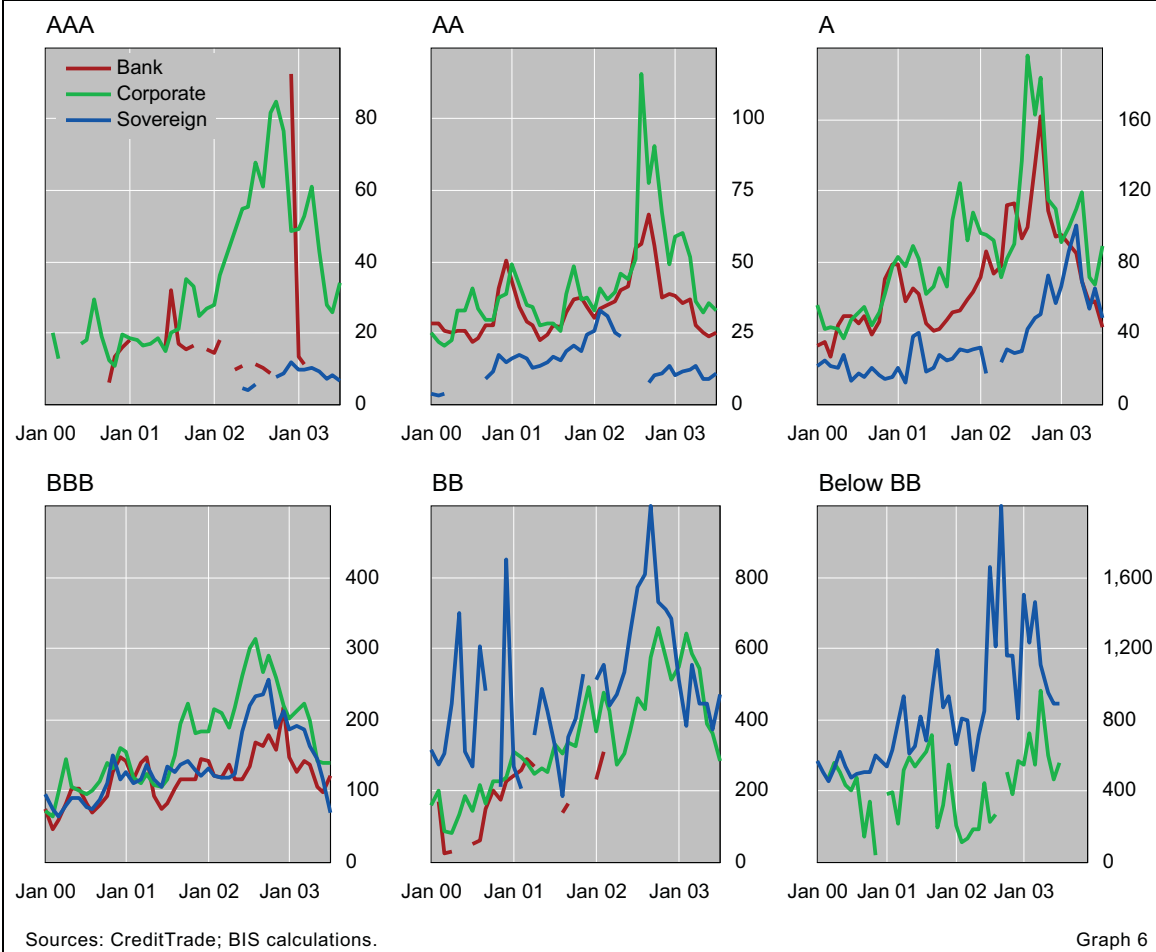 AAA
AA
A
Bank
Corporate
Sovereign
80
60
40
20
0
100
75
50
25
0
160
120
80
40
0
Jan 00 Jan 01 Jan 02 Jan 03
Jan 00 Jan 01 Jan 02 Jan 03
Jan 00 Jan 01 Jan 02 Jan 03
BBB
BB
Below BB
400
300
200
100
0
800
600
400
200
0
1,600
1,200
800
400
0
Jan 00 Jan 01 Jan 02 Jan 03
Jan 00 Jan 01 Jan 02 Jan 03
Jan 00 Jan 01 Jan 02 Jan 03
Sources: CreditTrade; BIS calculations.
Graph 6